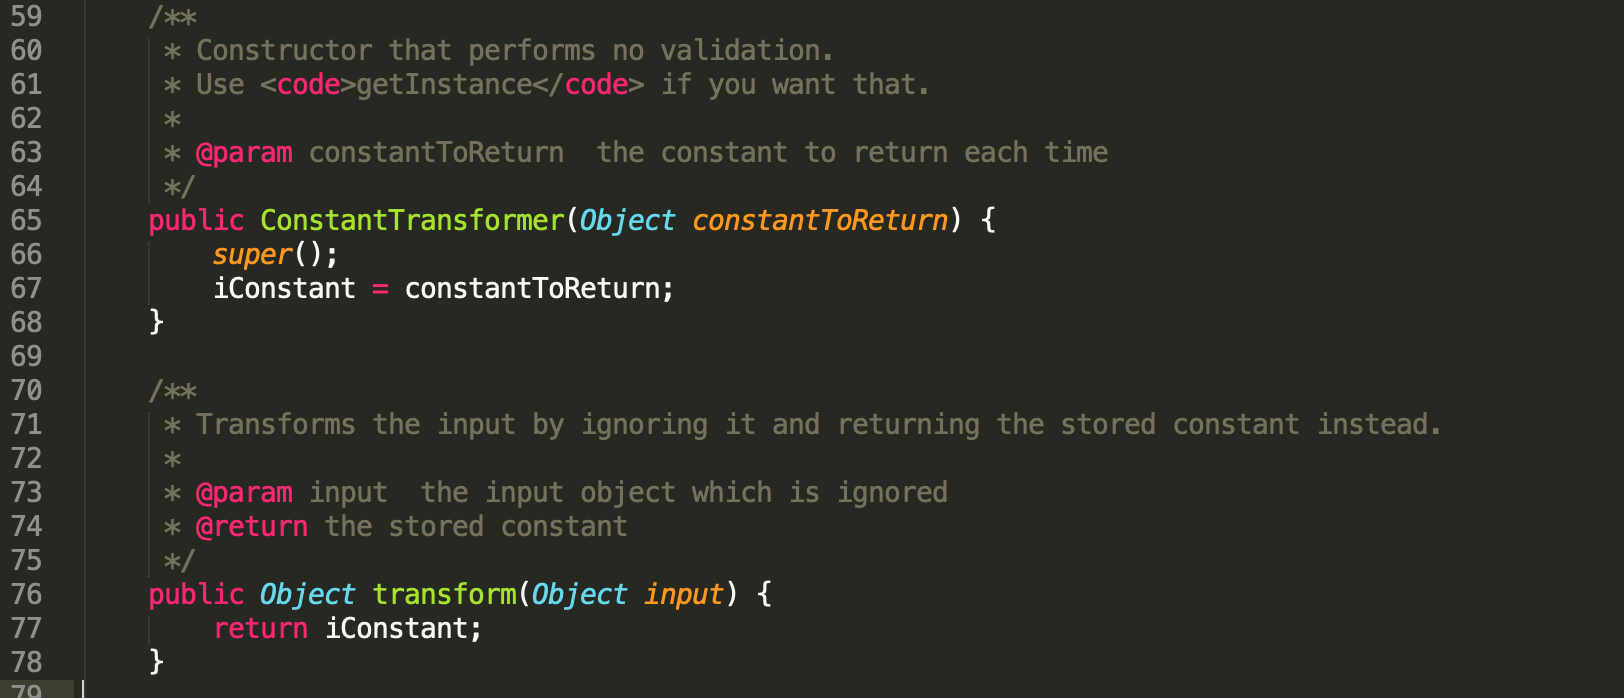 59 /**
60 * Constructor that performs no validation.
61 * Use <code>getInstance</code> if you want that.
62 *
63 * @param constantToReturn  the constant to return each time
64 */
65 public ConstantTransformer(Object constantToReturn) {
66 super();
67 iConstant = constantToReturn;
68 }
69
70 /**
71 * Transforms the input by ignoring it and returning the stored constant instead.
72 *
73 * @param input  the input object which is ignored
74 * @return the stored constant
75 */
76 public Object transform(Object input) {
77 return iConstant;
78 }
79